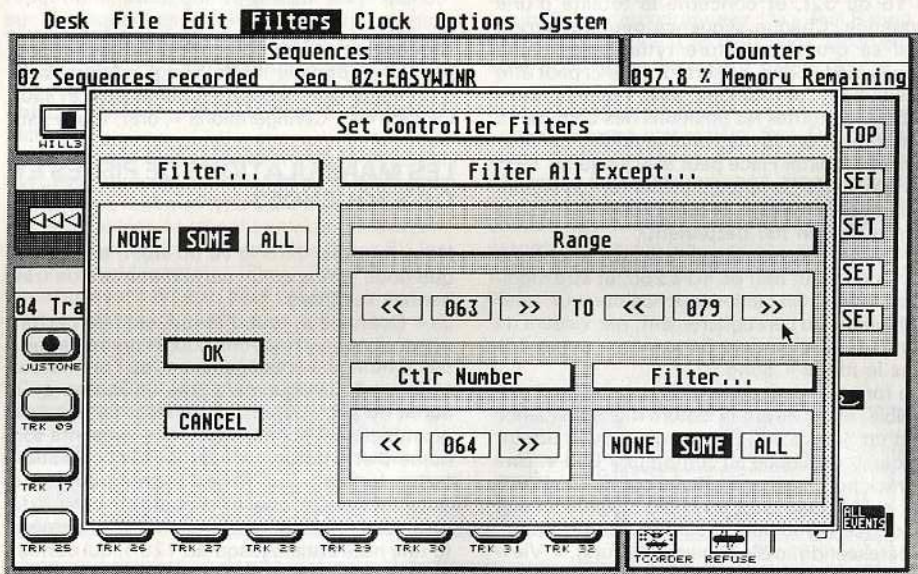 Desk File Edit Filters Clock Options System
Sequences
02 Sequences recorded Seq. 02:EASYWINR
Counters
097.8 % Memory Remaining
Set Controller Filters
TOP
Filter...
Filter All Except...
SET
NONE SOME ALL
Range
SET
<< 063 >> TO << 079 >>
SET
04 Tra
SET
JUSTONE
OK
Ctlr Number
Filter...
CANCEL
<< 064 >>
NONE SOME ALL
TRK 09
TRK 17
ALL EVENTS
TRK 25 TRK 26 TRK 27 TRK 28 TRK 29 TRK 30 TRK 31 TRK 32
TCORDER REFUSE